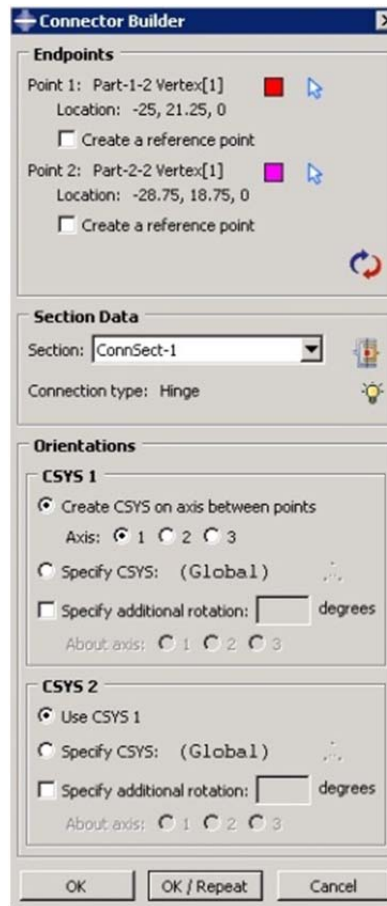 Connector Builder
Endpoints
Point 1: Part-1-2 Vertex[1]
Location: -25, 21.25, 0
Create a reference point
Point 2: Part-2-2 Vertex[1]
Location: -28.75, 18.75, 0
Create a reference point
Section Data
Section: ConnSect-1
Connection type: Hinge
Orientations
CSYS 1
Create CSYS on axis between points
Axis: 1 2 3
Specify CSYS: (Global)
Specify additional rotation: degrees
About axis: 1 2 3
CSYS 2
Use CSYS 1
Specify CSYS: (Global)
Specify additional rotation: degrees
About axis: 1 2 3
OK OK / Repeat Cancel